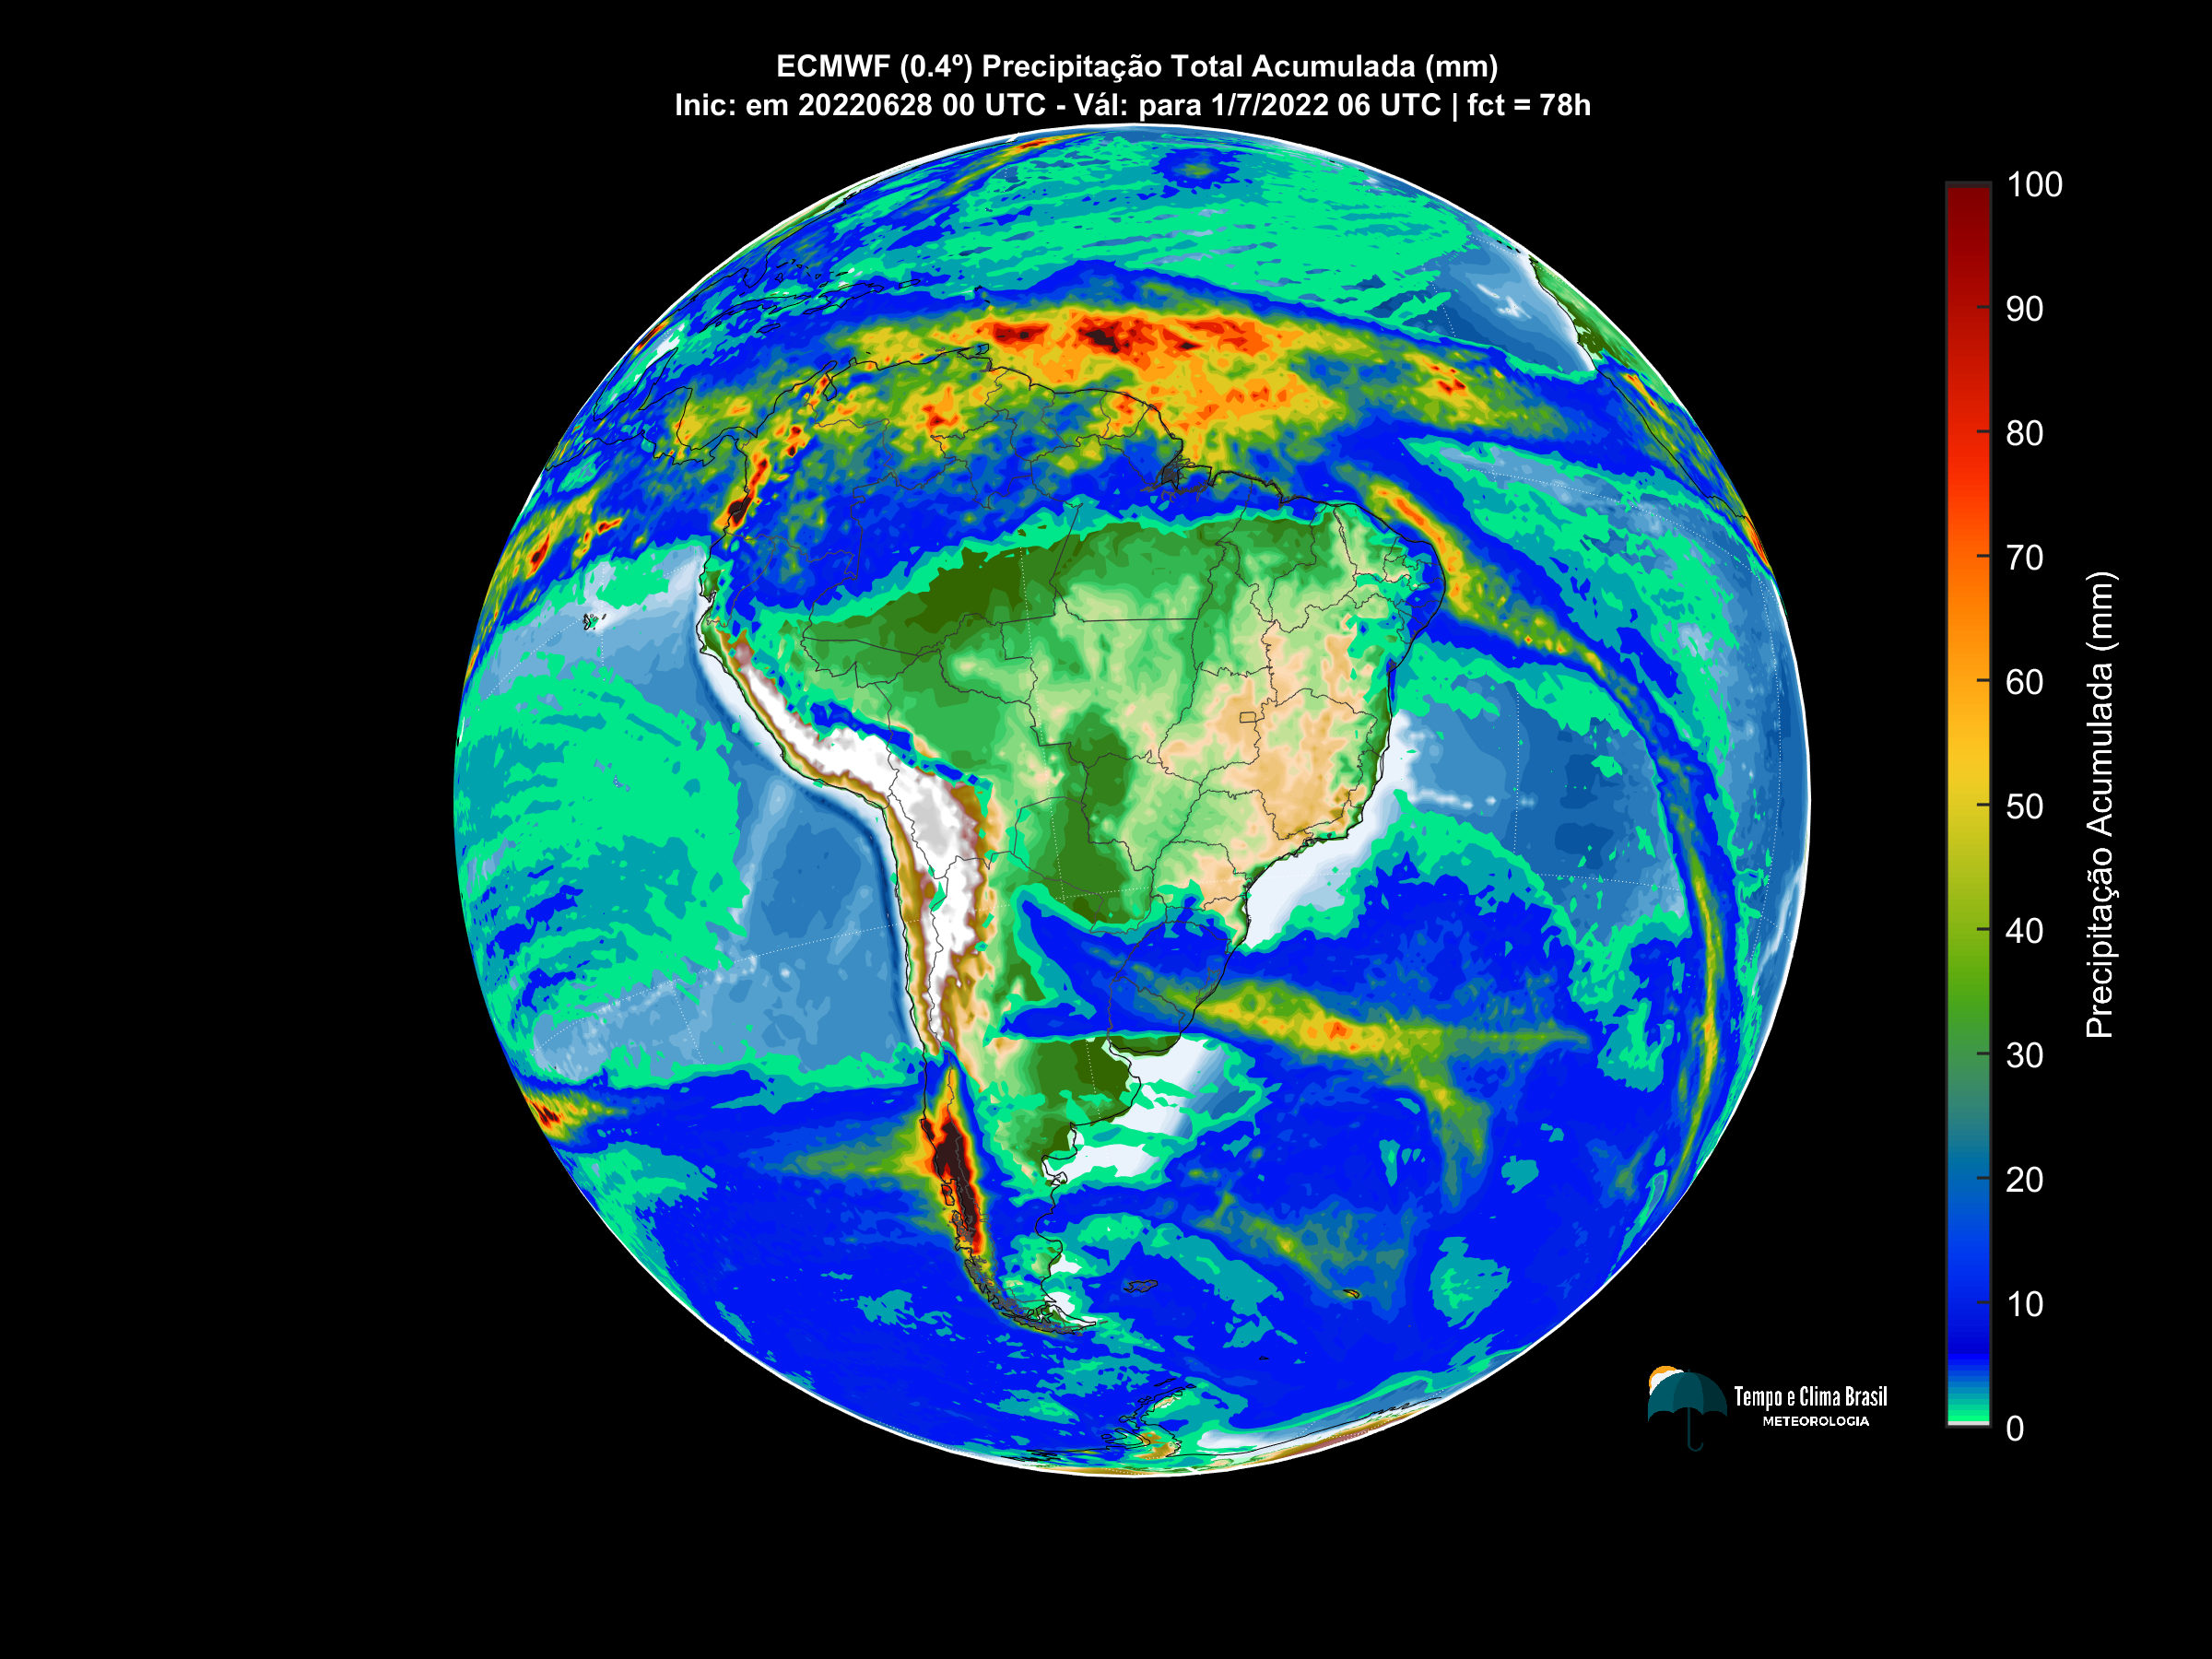 ECMWF (0.4º) Precipitação Total Acumulada (mm)
Inic: em 20220628 00 UTC - Vál: para 1/7/2022 06 UTC | fct = 78h
100
90
80
70
60
50
40
30
20
10
0
Precipitação Acumulada (mm)
Tempo e Clima Brasil
METEOROLOGIA